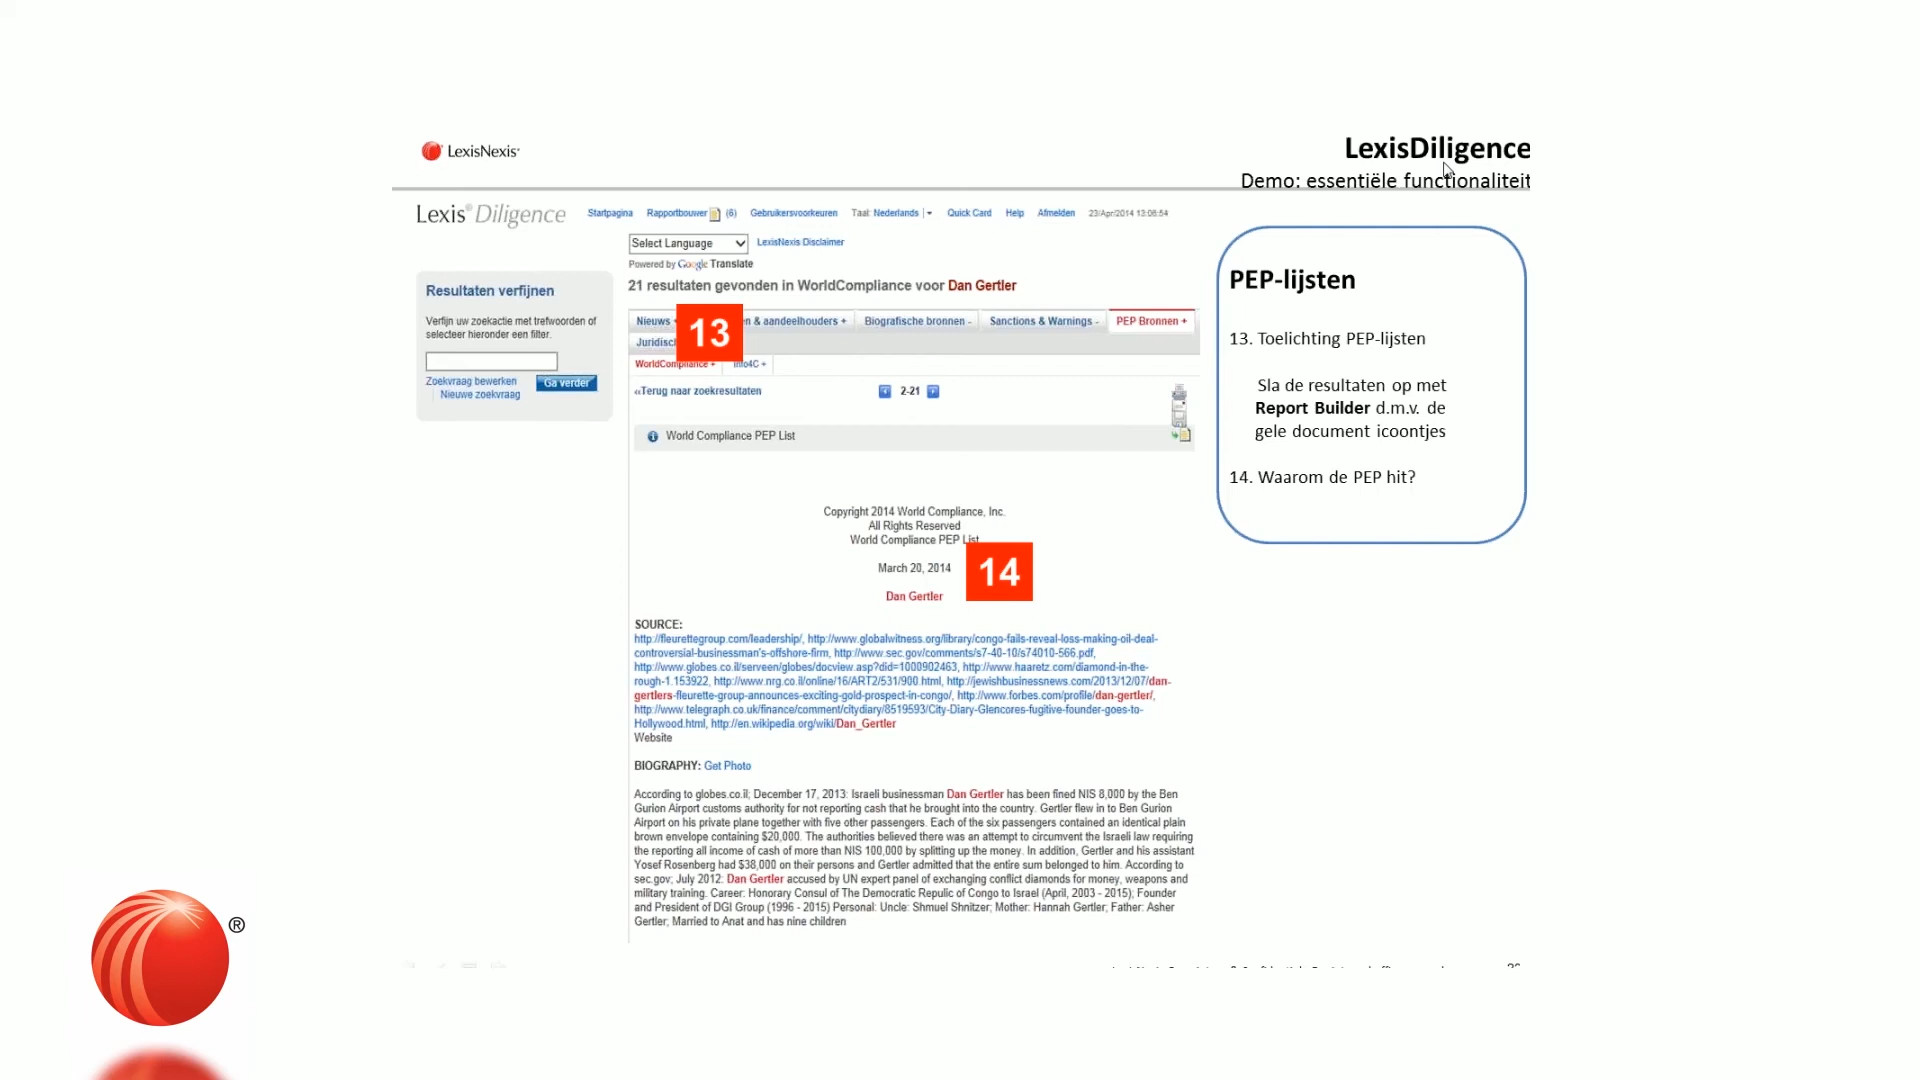 LexisNexis
LexisDiligence
Demo: essentiële functionaliteit
Lexis® Diligence
Startpagina Rapportbouwer (6) Gebruikersvoorkeuren Taal: Nederlands Quick Card Help Afmelden 23/Apr/2014 13:06:54
Select Language LexisNexis Disclaimer
Powered by Google Translate
21 resultaten gevonden in WorldCompliance voor Dan Gertler
Resultaten verfijnen
Verfijn uw zoekactie met trefwoorden of
selecteer hieronder een filter.
Zoekvraag bewerken Ga verder
Nieuwe zoekvraag
Nieuws 13 & aandeelhouders + Biografische bronnen - Sanctions & Warnings - PEP Bronnen +
WorldCompliance + Info4C +
«Terug naar zoekresultaten 2-21
World Compliance PEP List
Copyright 2014 World Compliance, Inc.
All Rights Reserved
World Compliance PEP List
March 20, 2014
14
Dan Gertler
SOURCE:
http://fleurettegroup.com/leadership/, http://www.globalwitness.org/library/congo-fails-reveal-loss-making-oil-deal-
controversial-businessman's-offshore-firm, http://www.sec.gov/comments/s7-40-10/s74010-566.pdf,
http://www.globes.co.il/serveen/globes/docview.asp?did=1000902463, http://www.haaretz.com/diamond-in-the-
rough-1.153922, http://www.nrg.co.il/online/16/ART2/531/900.html, http://jewishbusinessnews.com/2013/12/07/dan-
gertlers-fleurette-group-announces-exciting-gold-prospect-in-congo/, http://www.forbes.com/profile/dan-gertler/,
http://www.telegraph.co.uk/finance/comment/citydiary/8519593/City-Diary-Glencores-fugitive-founder-goes-to-
Hollywood.html, http://en.wikipedia.org/wiki/Dan_Gertler
Website
BIOGRAPHY: Get Photo
According to globes.co.il; December 17, 2013: Israeli businessman Dan Gertler has been fined NIS 8,000 by the Ben
Gurion Airport customs authority for not reporting cash that he brought into the country. Gertler flew in to Ben Gurion
Airport on his private plane together with five other passengers. Each of the six passengers contained an identical plain
brown envelope containing $20,000. The authorities believed there was an attempt to circumvent the Israeli law requiring
the reporting all income of cash of more than NIS 100,000 by splitting up the money. In addition, Gertler and his assistant
Yosef Rosenberg had $38,000 on their persons and Gertler admitted that the entire sum belonged to him. According to
sec.gov; July 2012: Dan Gertler accused by UN expert panel of exchanging conflict diamonds for money, weapons and
military training. Career: Honorary Consul of The Democratic Republic of Congo to Israel (April, 2003 - 2015); Founder
and President of DGI Group (1996 - 2015) Personal: Uncle: Shmuel Shnitzer; Mother: Hannah Gertler; Father: Asher
Gertler; Married to Anat and has nine children
PEP-lijsten
13. Toelichting PEP-lijsten
Sla de resultaten op met
Report Builder d.m.v. de
gele document icoontjes
14. Waarom de PEP hit?
®